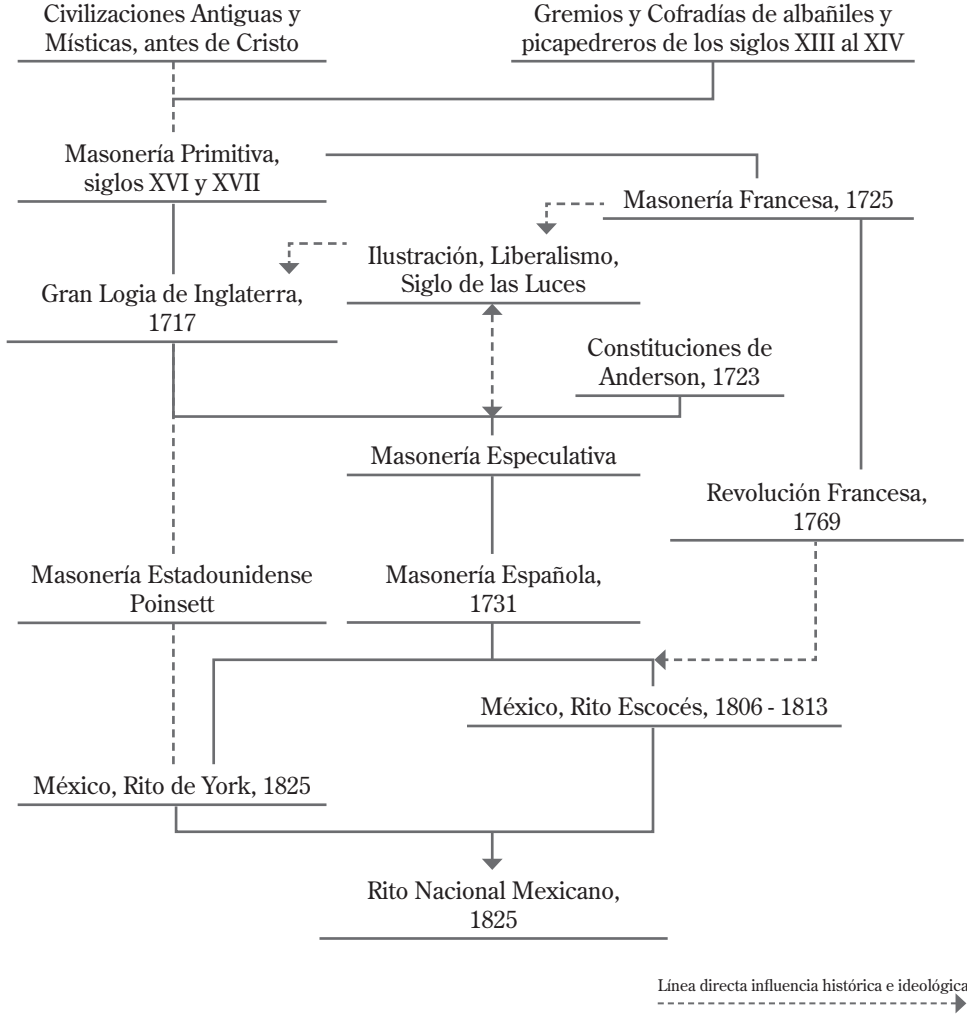 Civilizaciones Antiguas y
Místicas, antes de Cristo
Gremios y Cofradías de albañiles y
picapedreros de los siglos XIII al XIV
Masonería Primitiva,
siglos XVI y XVII
Masonería Francesa, 1725
Ilustración, Liberalismo,
Siglo de las Luces
Gran Logia de Inglaterra,
1717
Constituciones de
Anderson, 1723
Masonería Especulativa
Revolución Francesa,
1769
Masonería Estadounidense
Poinsett
Masonería Española,
1731
México, Rito Escocés, 1806 - 1813
México, Rito de York, 1825
Rito Nacional Mexicano,
1825
Línea directa influencia histórica e ideológica